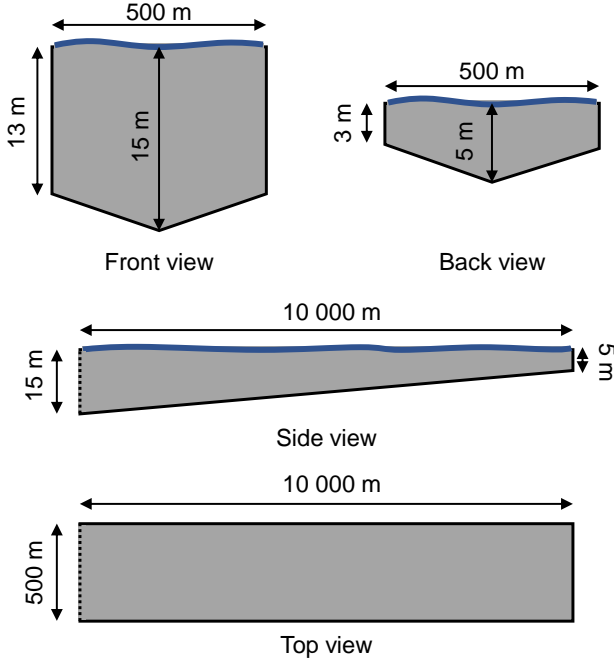 500 m
13 m
15 m
Front view
500 m
3 m
5 m
Back view
10 000 m
15 m
5 m
Side view
10 000 m
500 m
Top view